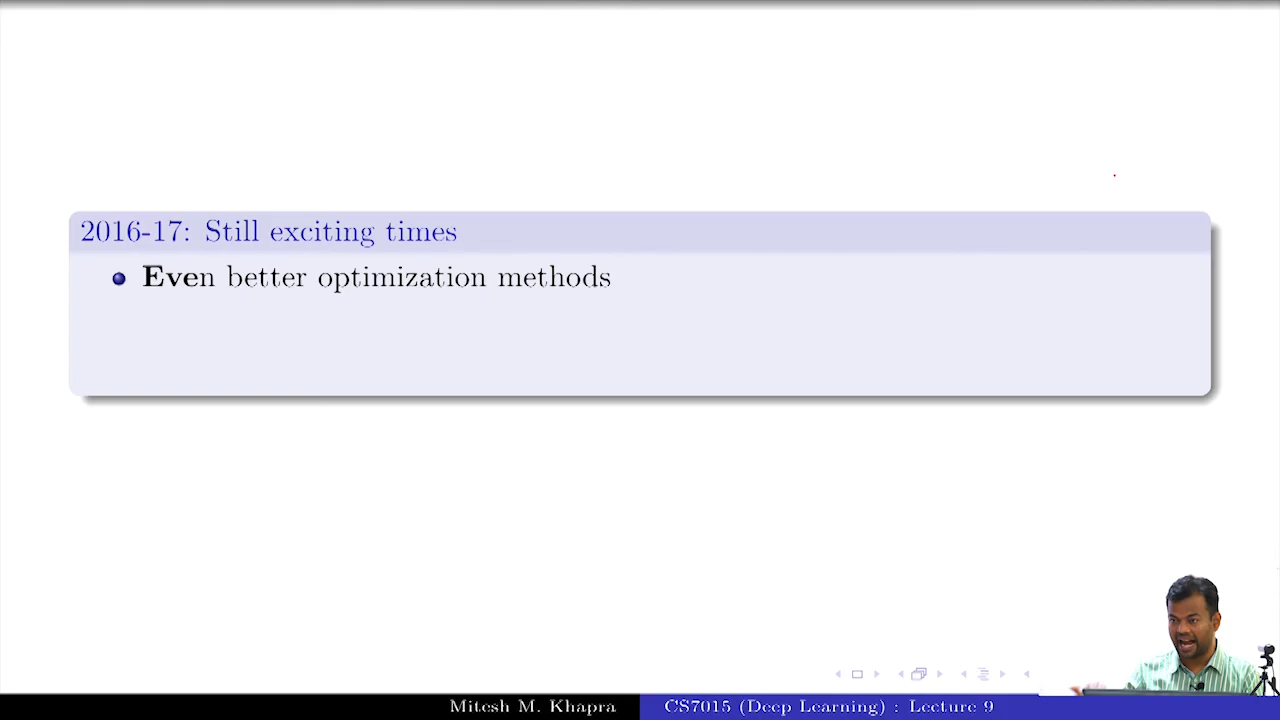 2016-17: Still exciting times
Even better optimization methods
Mitesh M. Khapra
CS7015 (Deep Learning) : Lecture 9